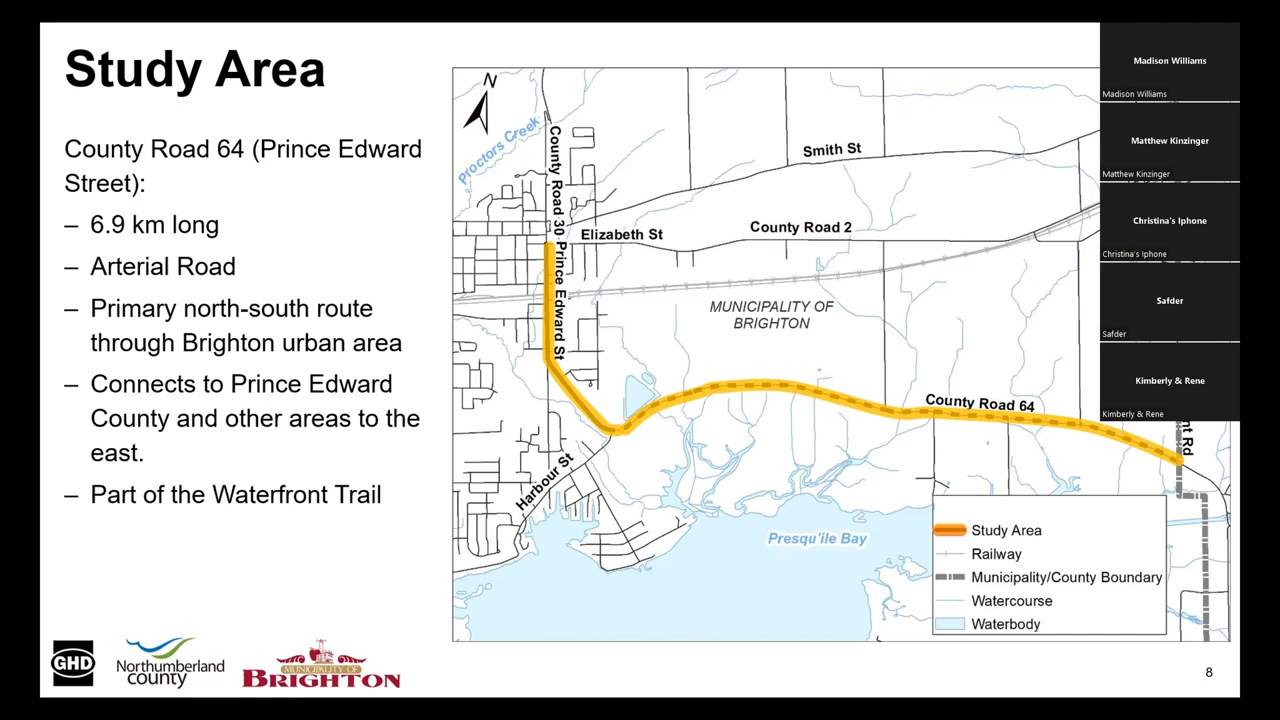 Study Area
County Road 64 (Prince Edward
Street):
– 6.9 km long
– Arterial Road
– Primary north-south route
through Brighton urban area
– Connects to Prince Edward
County and other areas to the
east.
– Part of the Waterfront Trail
N
Proctors Creek
County Road 30
Prince Edward St
Smith St
Elizabeth St
County Road 2
MUNICIPALITY OF
BRIGHTON
County Road 64
nt Rd
Harbour St
Presqu'ile Bay
Study Area
Railway
Municipality/County Boundary
Watercourse
Waterbody
Madison Williams
Madison Williams
Matthew Kinzinger
Matthew Kinzinger
Christina's Iphone
Christina's Iphone
Safder
Safder
Kimberly & Rene
Kimberly & Rene
GHD
Northumberland
county
MUNICIPALITY OF
BRIGHTON
8